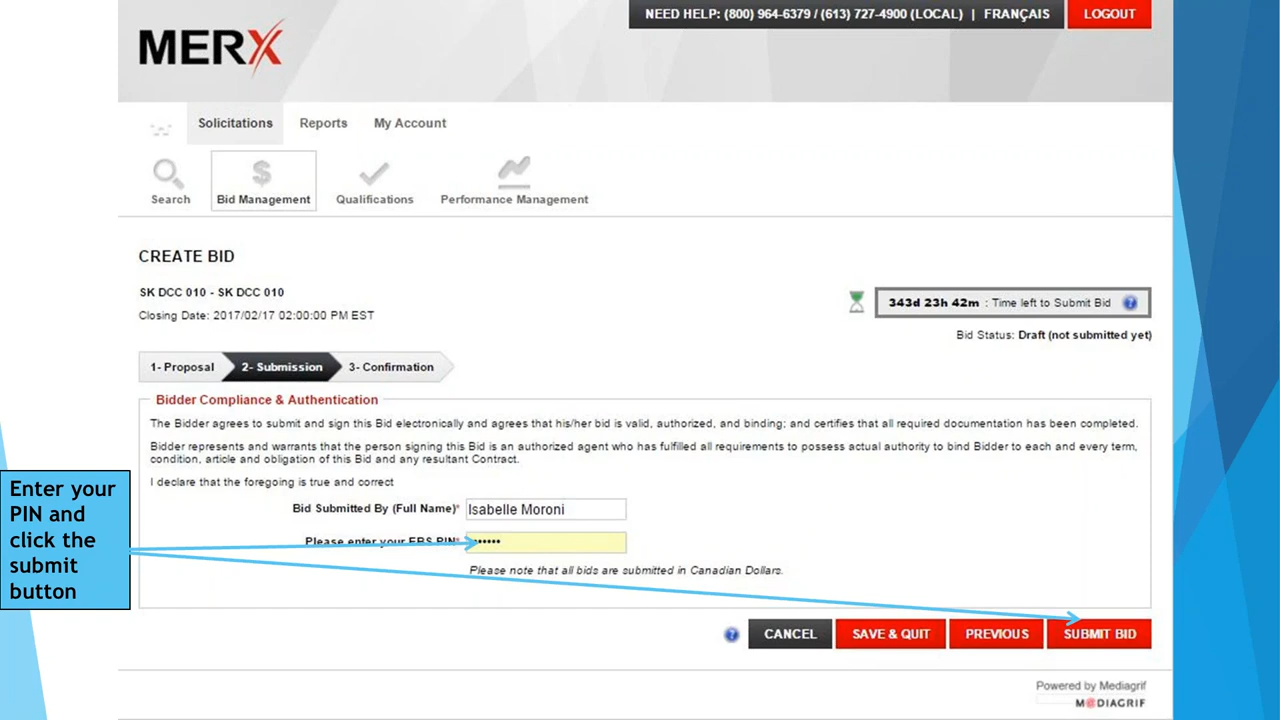 NEED HELP: (800) 964-6379 / (613) 727-4900 (LOCAL) | FRANÇAIS LOGOUT
MERX
Solicitations Reports My Account
Search Bid Management Qualifications Performance Management
CREATE BID
SK DCC 010 - SK DCC 010
343d 23h 42m : Time left to Submit Bid
Closing Date: 2017/02/17 02:00:00 PM EST
Bid Status: Draft (not submitted yet)
1- Proposal 2- Submission 3- Confirmation
Bidder Compliance & Authentication
The Bidder agrees to submit and sign this Bid electronically and agrees that his/her bid is valid, authorized, and binding; and certifies that all required documentation has been completed.
Bidder represents and warrants that the person signing this Bid is an authorized agent who has fulfilled all requirements to possess actual authority to bind Bidder to each and every term,
condition, article and obligation of this Bid and any resultant Contract.
I declare that the foregoing is true and correct
Bid Submitted By (Full Name)* Isabelle Moroni
Please enter your EBS PIN* ••••••
Please note that all bids are submitted in Canadian Dollars.
Enter your
PIN and
click the
submit
button
CANCEL SAVE & QUIT PREVIOUS SUBMIT BID
Powered by Mediagrif
M@DIAGRIF